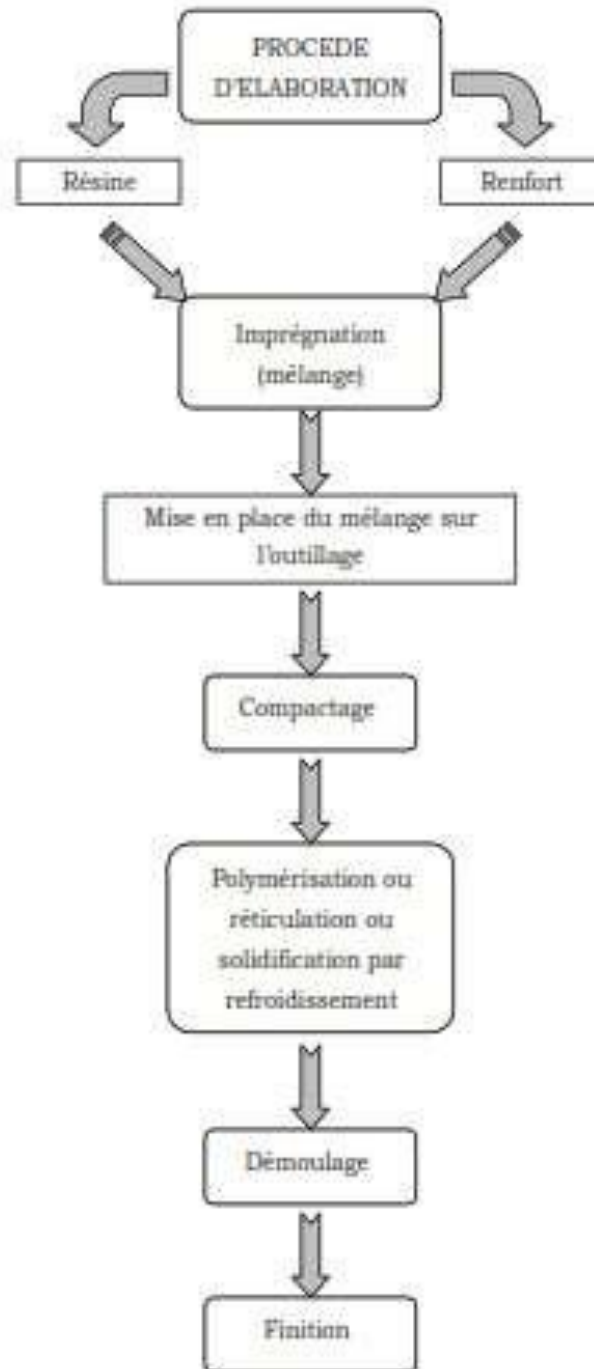 PROCEDE
D'ELABORATION
Résine
Renfort
Imprégnation
(mélange)
Mise en place du mélange sur
l'outillage
Compactage
Polymérisation ou
réticulation ou
solidification par
refroidissement
Démoulage
Finition